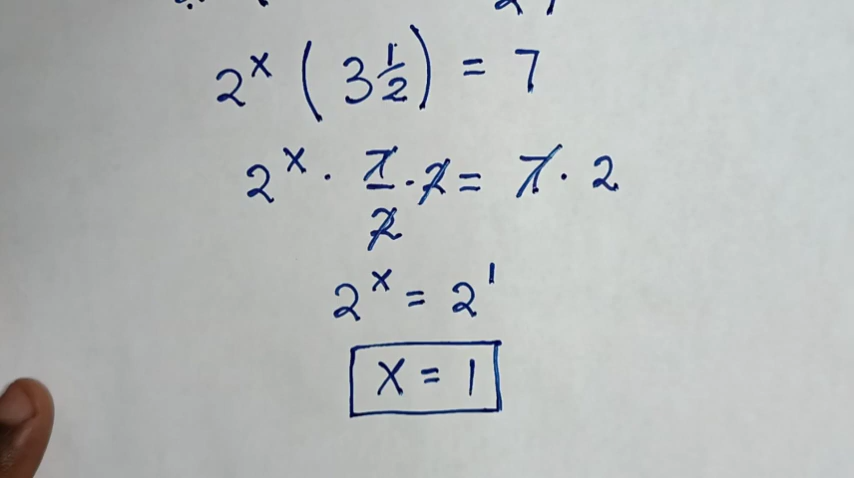 2^x ( 3 1/2 ) = 7
2^x · 7/2 · 2 = 7 · 2
2^x = 2^1
x = 1